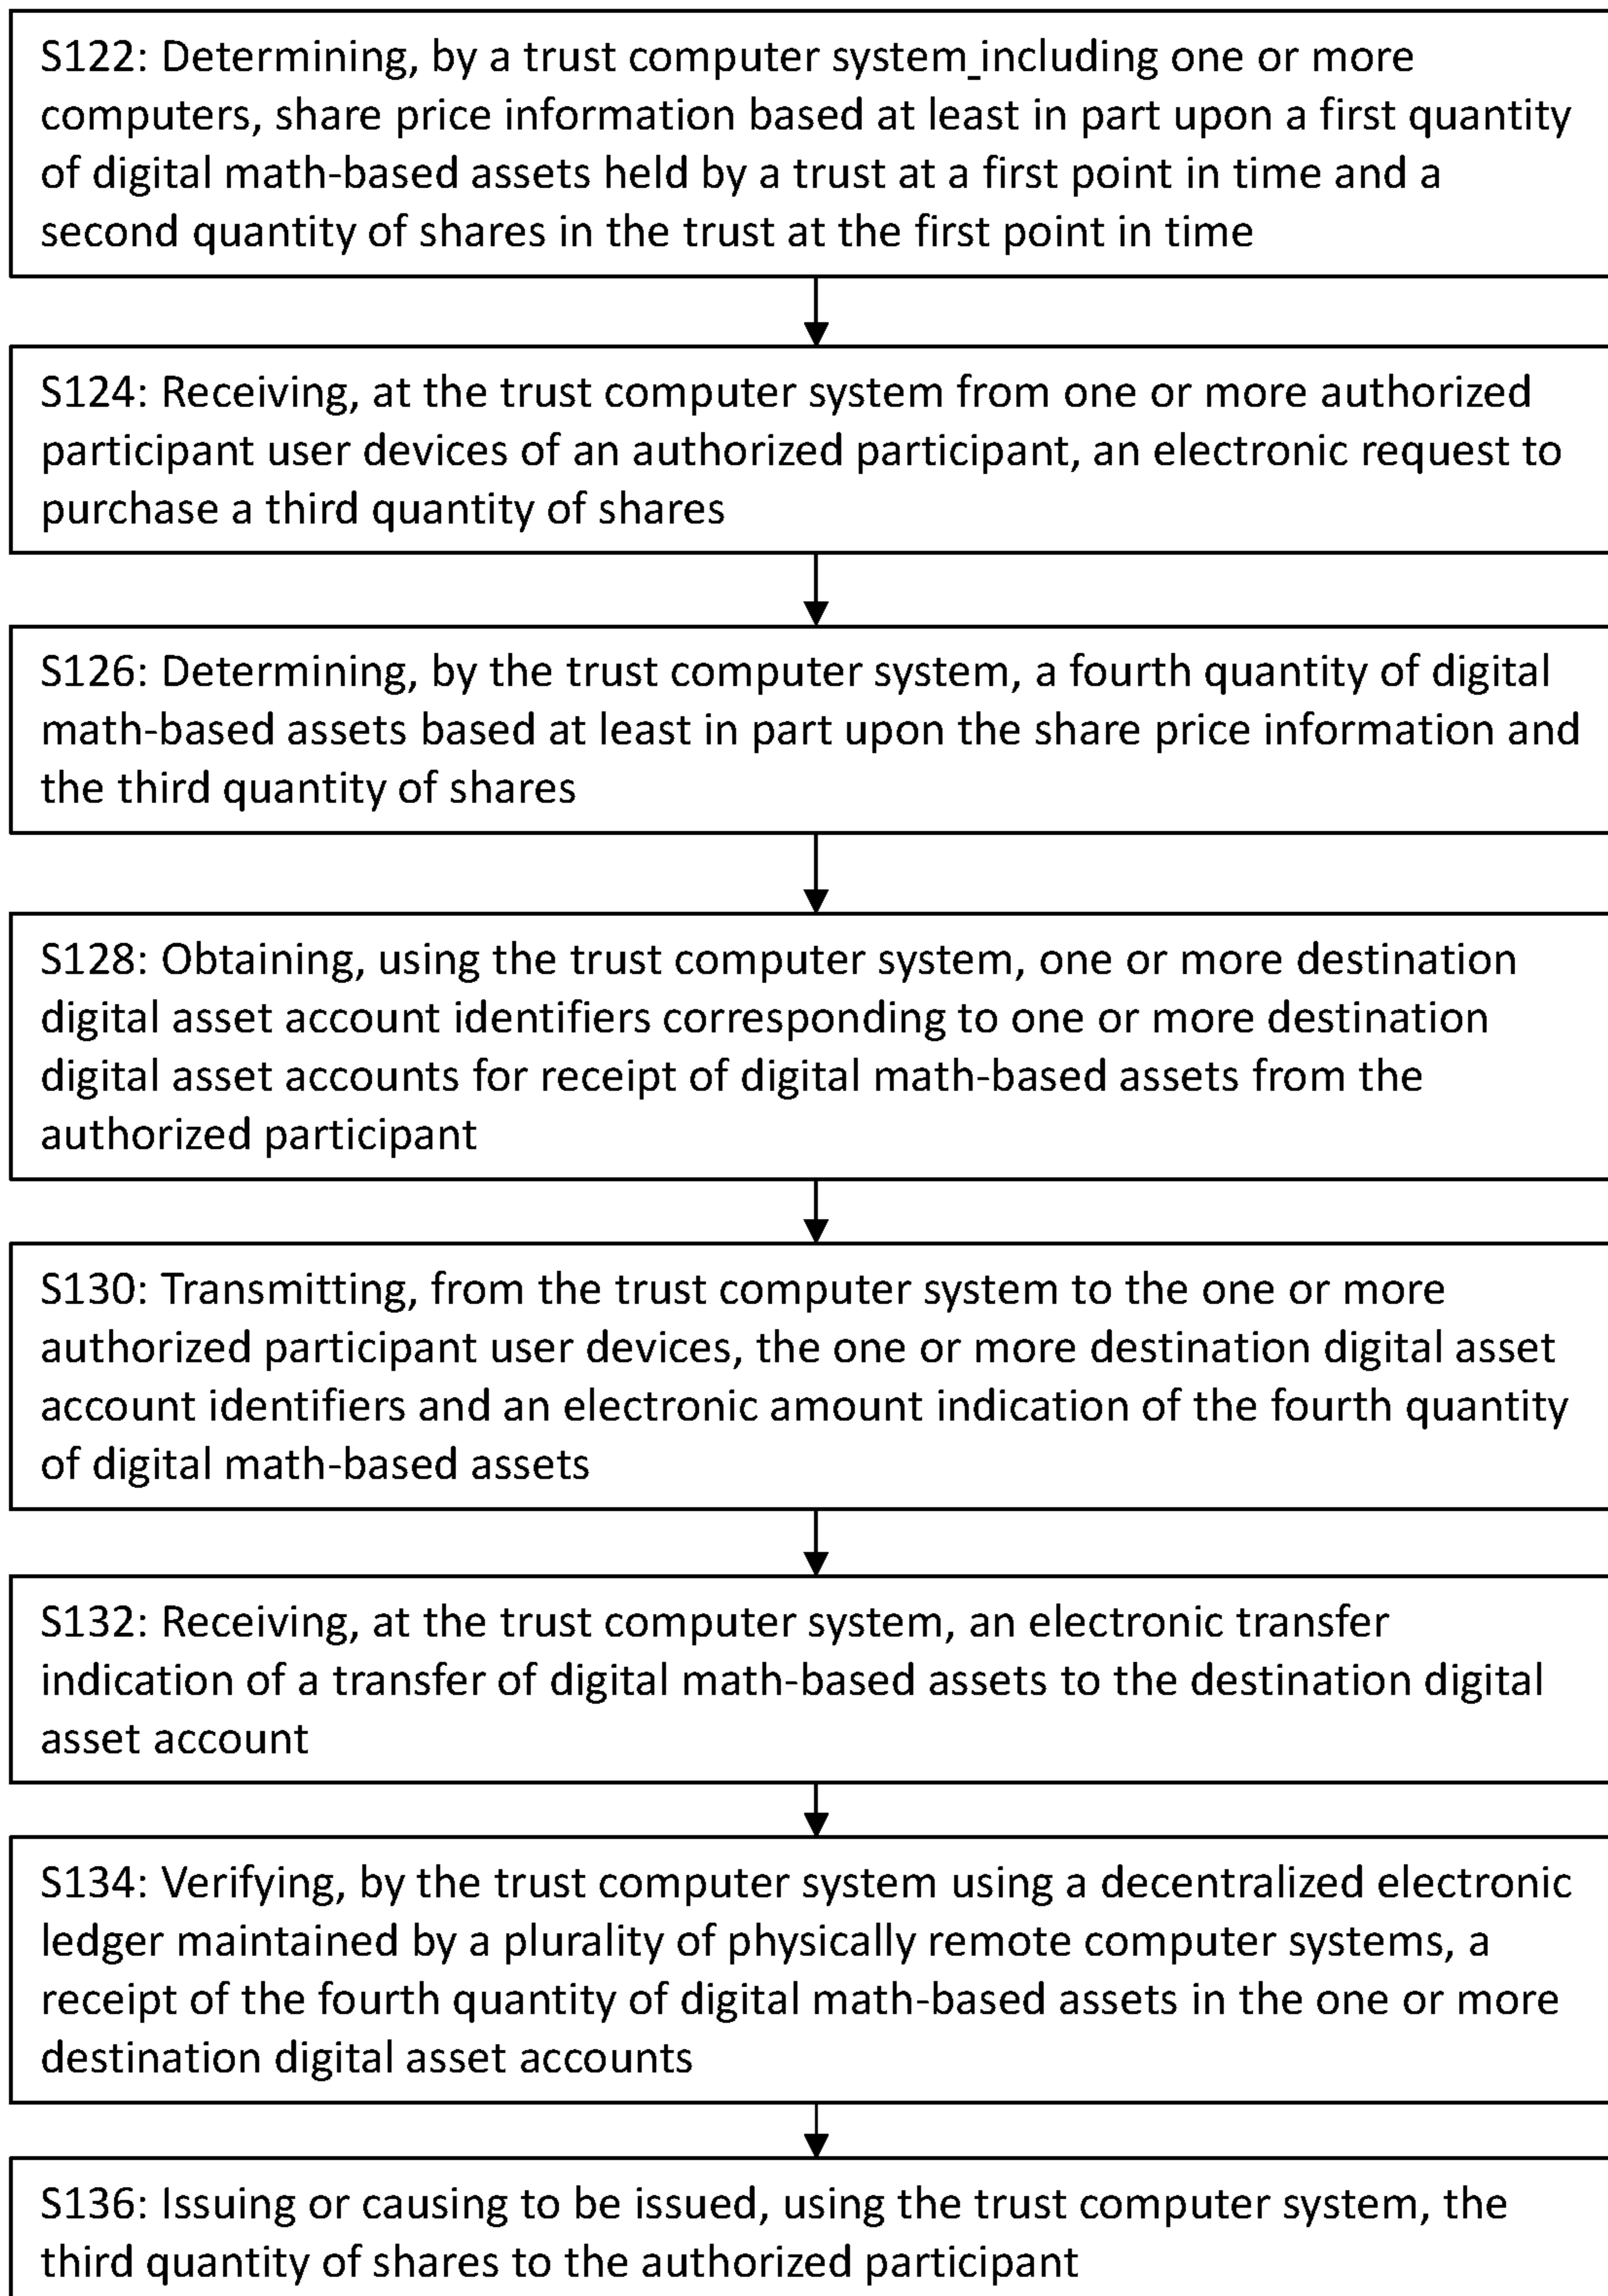 S122: Determining, by a trust computer system_including one or more
computers, share price information based at least in part upon a first quantity
of digital math-based assets held by a trust at a first point in time and a
second quantity of shares in the trust at the first point in time
S124: Receiving, at the trust computer system from one or more authorized
participant user devices of an authorized participant, an electronic request to
purchase a third quantity of shares
S126: Determining, by the trust computer system, a fourth quantity of digital
math-based assets based at least in part upon the share price information and
the third quantity of shares
S128: Obtaining, using the trust computer system, one or more destination
digital asset account identifiers corresponding to one or more destination
digital asset accounts for receipt of digital math-based assets from the
authorized participant
S130: Transmitting, from the trust computer system to the one or more
authorized participant user devices, the one or more destination digital asset
account identifiers and an electronic amount indication of the fourth quantity
of digital math-based assets
S132: Receiving, at the trust computer system, an electronic transfer
indication of a transfer of digital math-based assets to the destination digital
asset account
S134: Verifying, by the trust computer system using a decentralized electronic
ledger maintained by a plurality of physically remote computer systems, a
receipt of the fourth quantity of digital math-based assets in the one or more
destination digital asset accounts
S136: Issuing or causing to be issued, using the trust computer system, the
third quantity of shares to the authorized participant